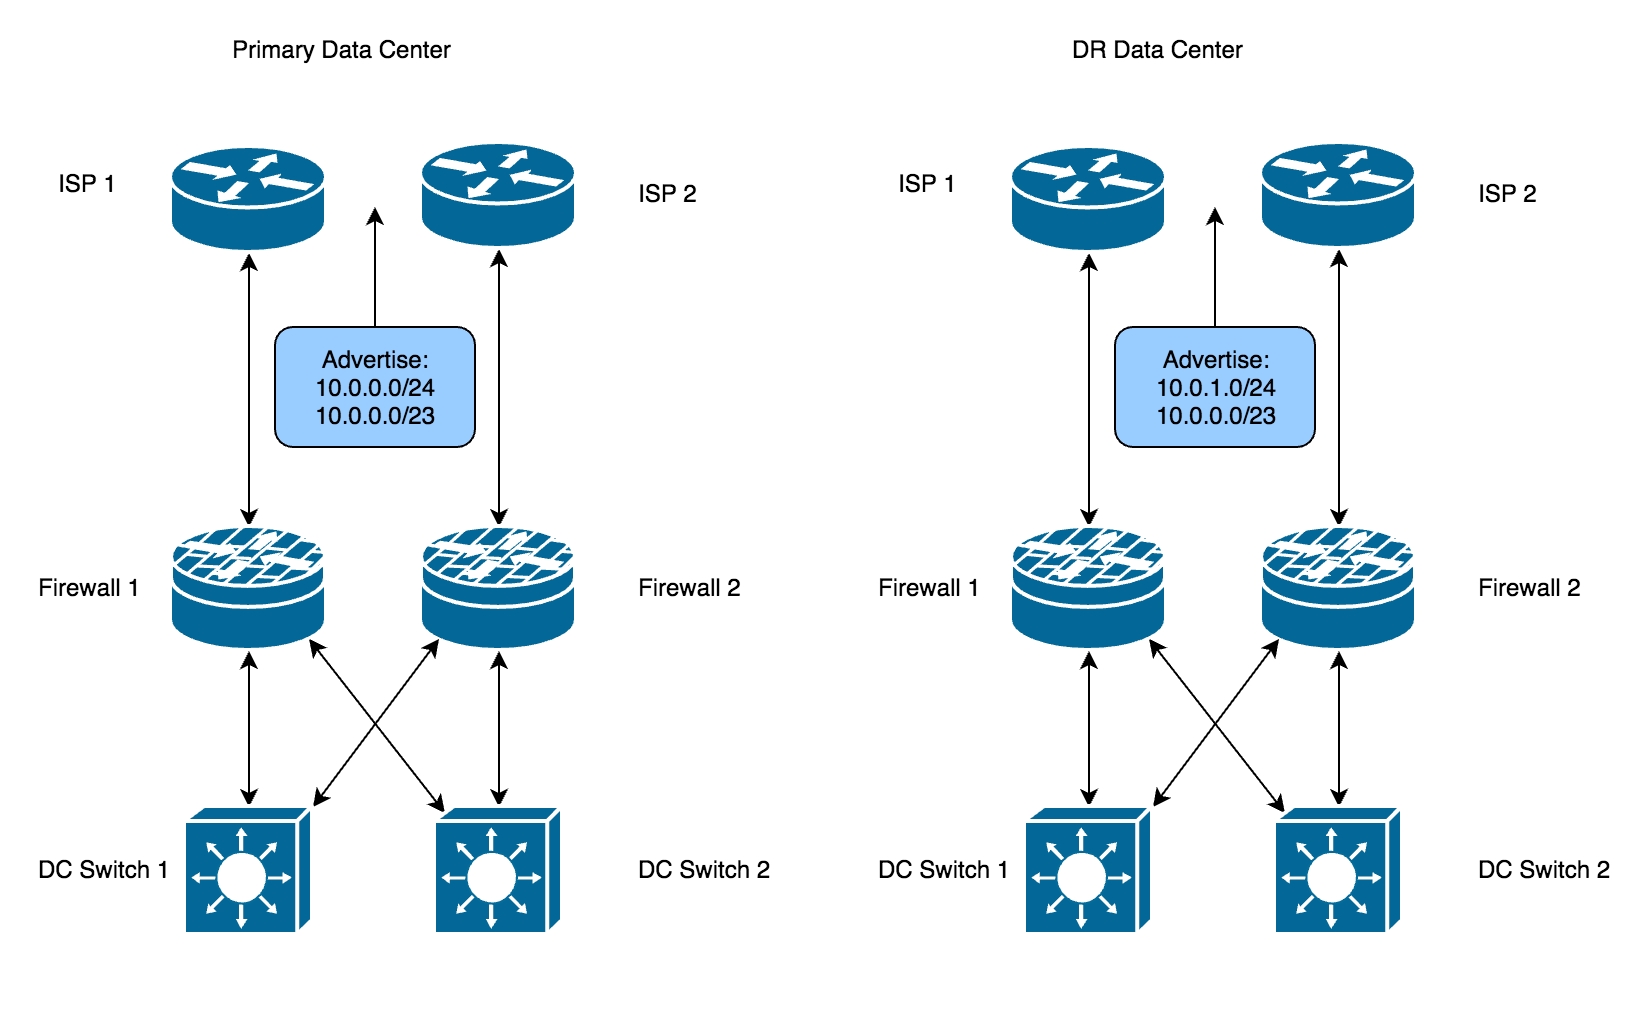 Primary Data Center
DR Data Center
ISP 1
ISP 2
ISP 1
ISP 2
Advertise:
10.0.0.0/24
10.0.0.0/23
Advertise:
10.0.1.0/24
10.0.0.0/23
Firewall 1
Firewall 2
Firewall 1
Firewall 2
DC Switch 1
DC Switch 2
DC Switch 1
DC Switch 2